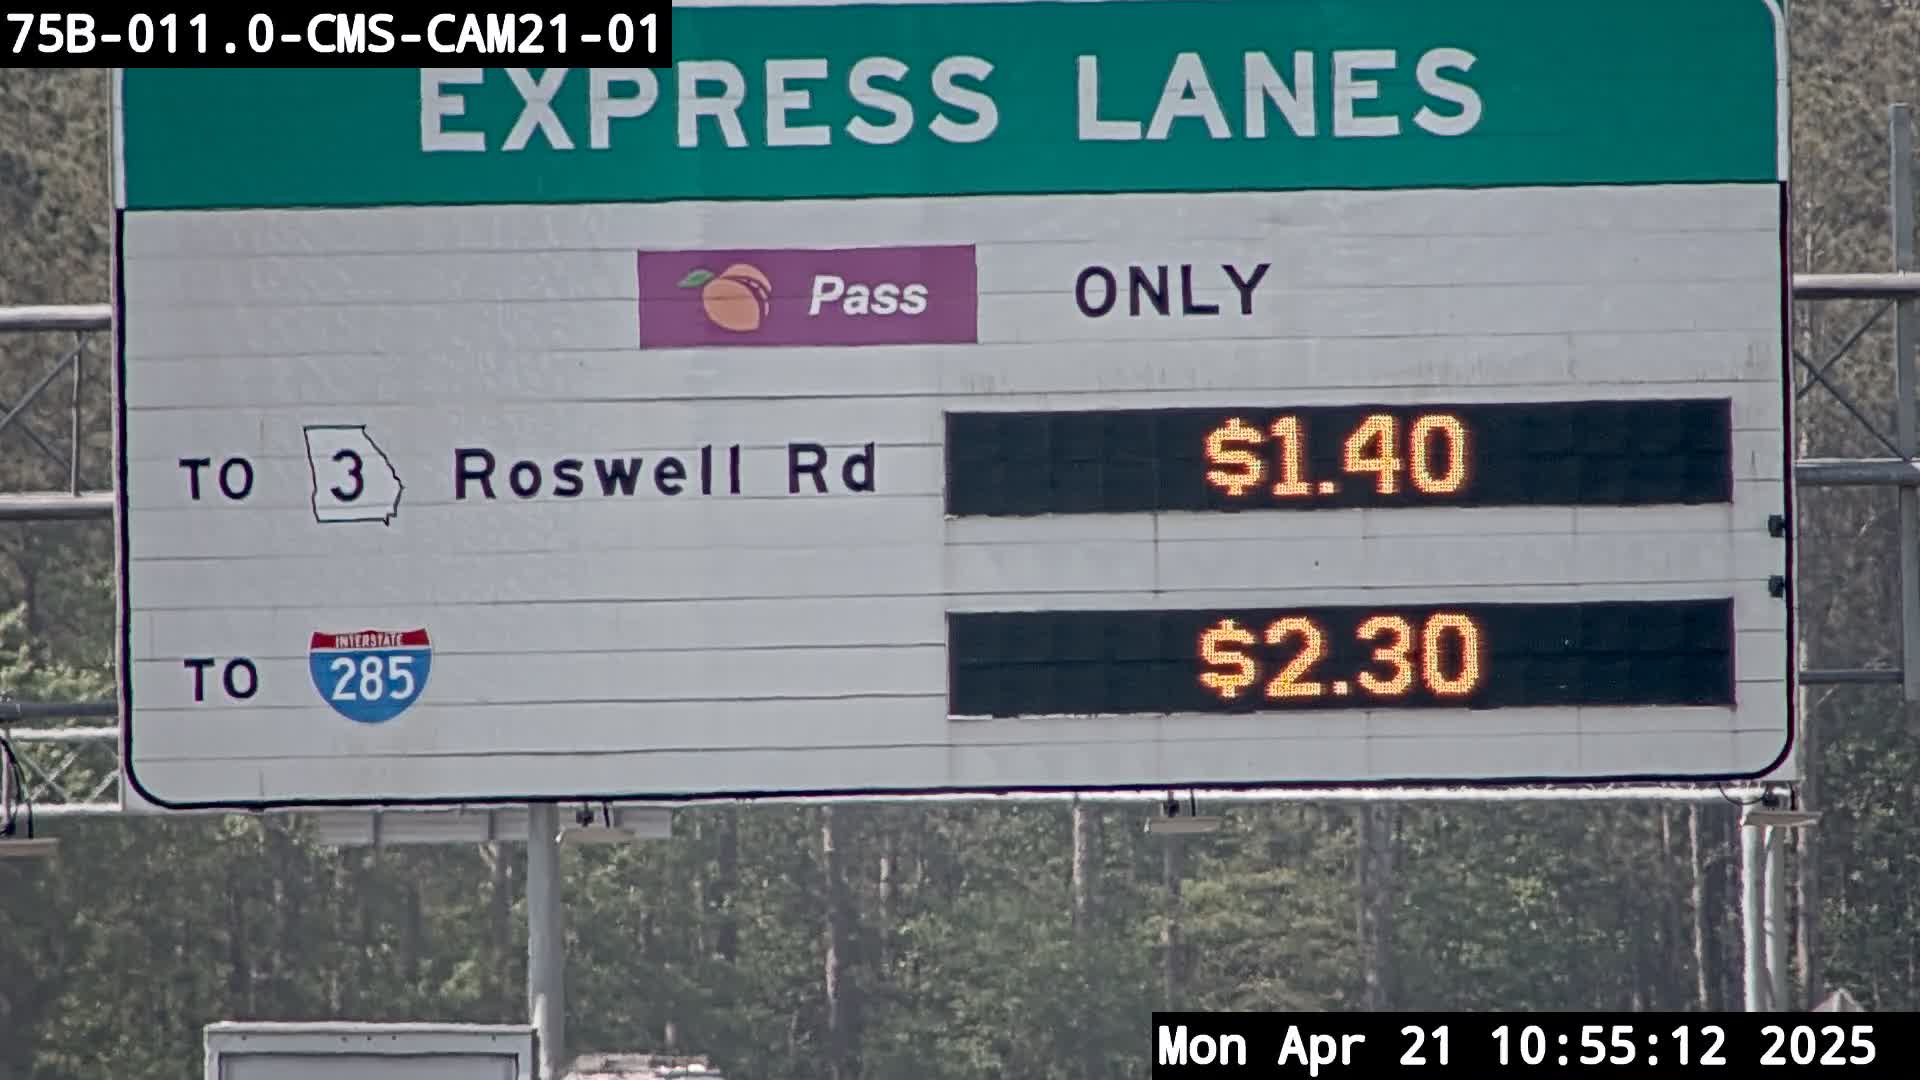 75B-011.0-CMS-CAM21-01
EXPRESS LANES
Pass ONLY
TO 3 Roswell Rd $1.40
INTERSTATE
TO 285 $2.30
Mon Apr 21 10:55:12 2025